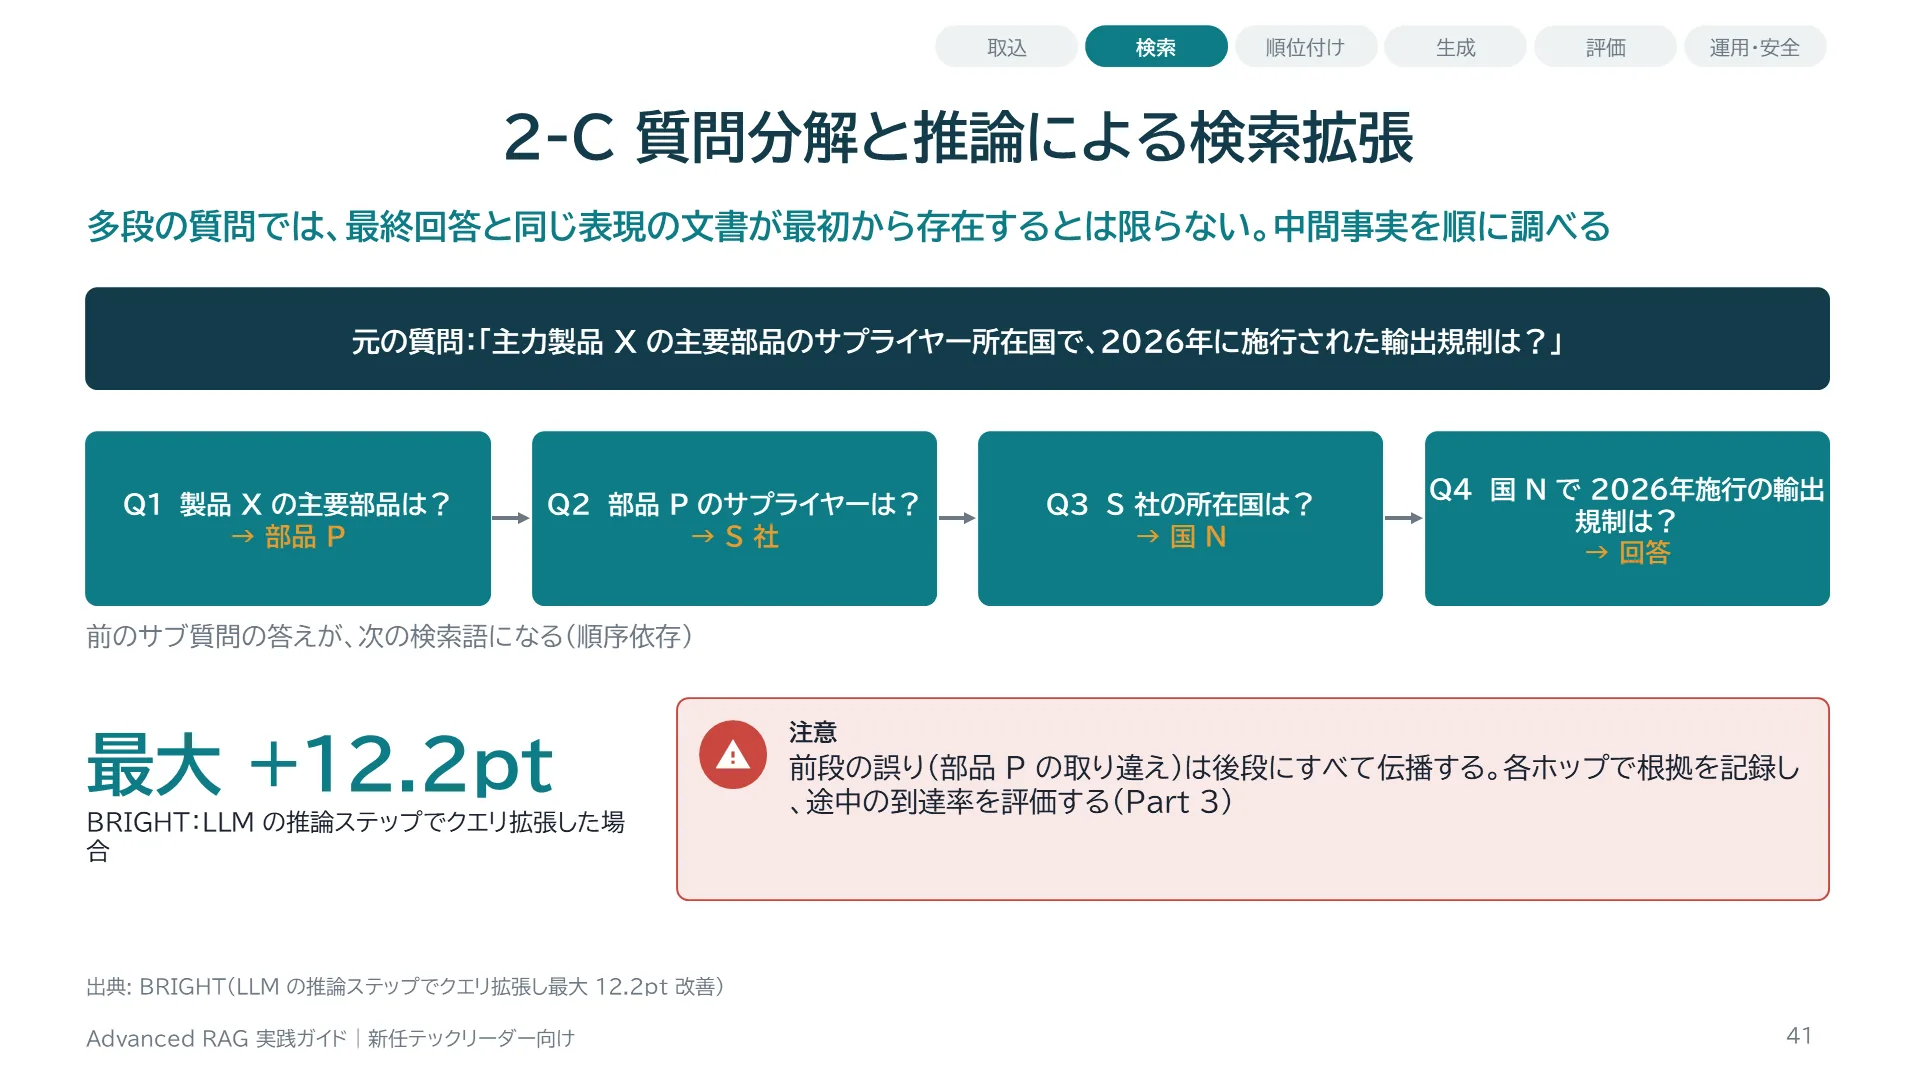 取込
検索
順位付け
生成
評価
運用・安全
2-C 質問分解と推論による検索拡張
多段の質問では、最終回答と同じ表現の文書が最初から存在するとは限らない。中間事実を順に調べる
元の質問：「主力製品 X の主要部品のサプライヤー所在国で、2026年に施行された輸出規制は？」
Q1 製品 X の主要部品は？
→ 部品 P
Q2 部品 P のサプライヤーは？
→ S 社
Q3 S 社の所在国は？
→ 国 N
Q4 国 N で 2026年施行の輸出
規制は？
→ 回答
前のサブ質問の答えが、次の検索語になる（順序依存）
最大 +12.2pt
BRIGHT：LLM の推論ステップでクエリ拡張した場
合
注意
前段の誤り（部品 P の取り違え）は後段にすべて伝播する。各ホップで根拠を記録し
、途中の到達率を評価する（Part 3）
出典: BRIGHT（LLM の推論ステップでクエリ拡張し最大 12.2pt 改善）
Advanced RAG 実践ガイド｜新任テックリーダー向け
41